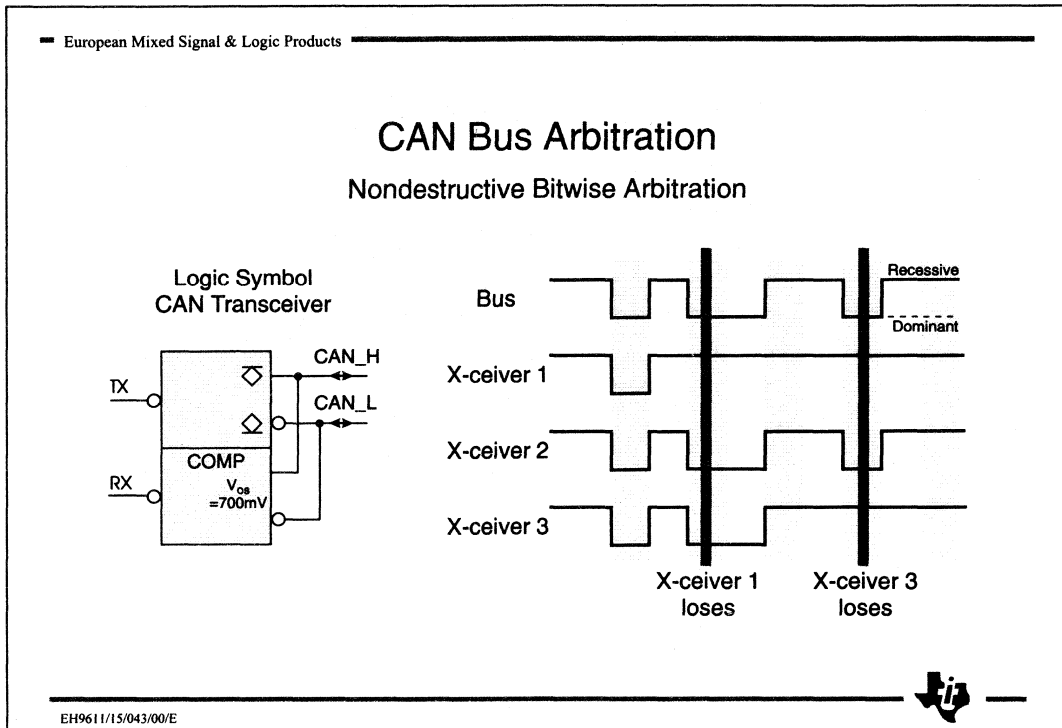 European Mixed Signal & Logic Products
CAN Bus Arbitration
Nondestructive Bitwise Arbitration
Logic Symbol
CAN Transceiver
TX
CAN_H
CAN_L
COMP
Vos
=700mV
RX
Bus
Recessive
Dominant
X-ceiver 1
X-ceiver 2
X-ceiver 3
X-ceiver 1
loses
X-ceiver 3
loses
ti
EH9611/15/043/00/E